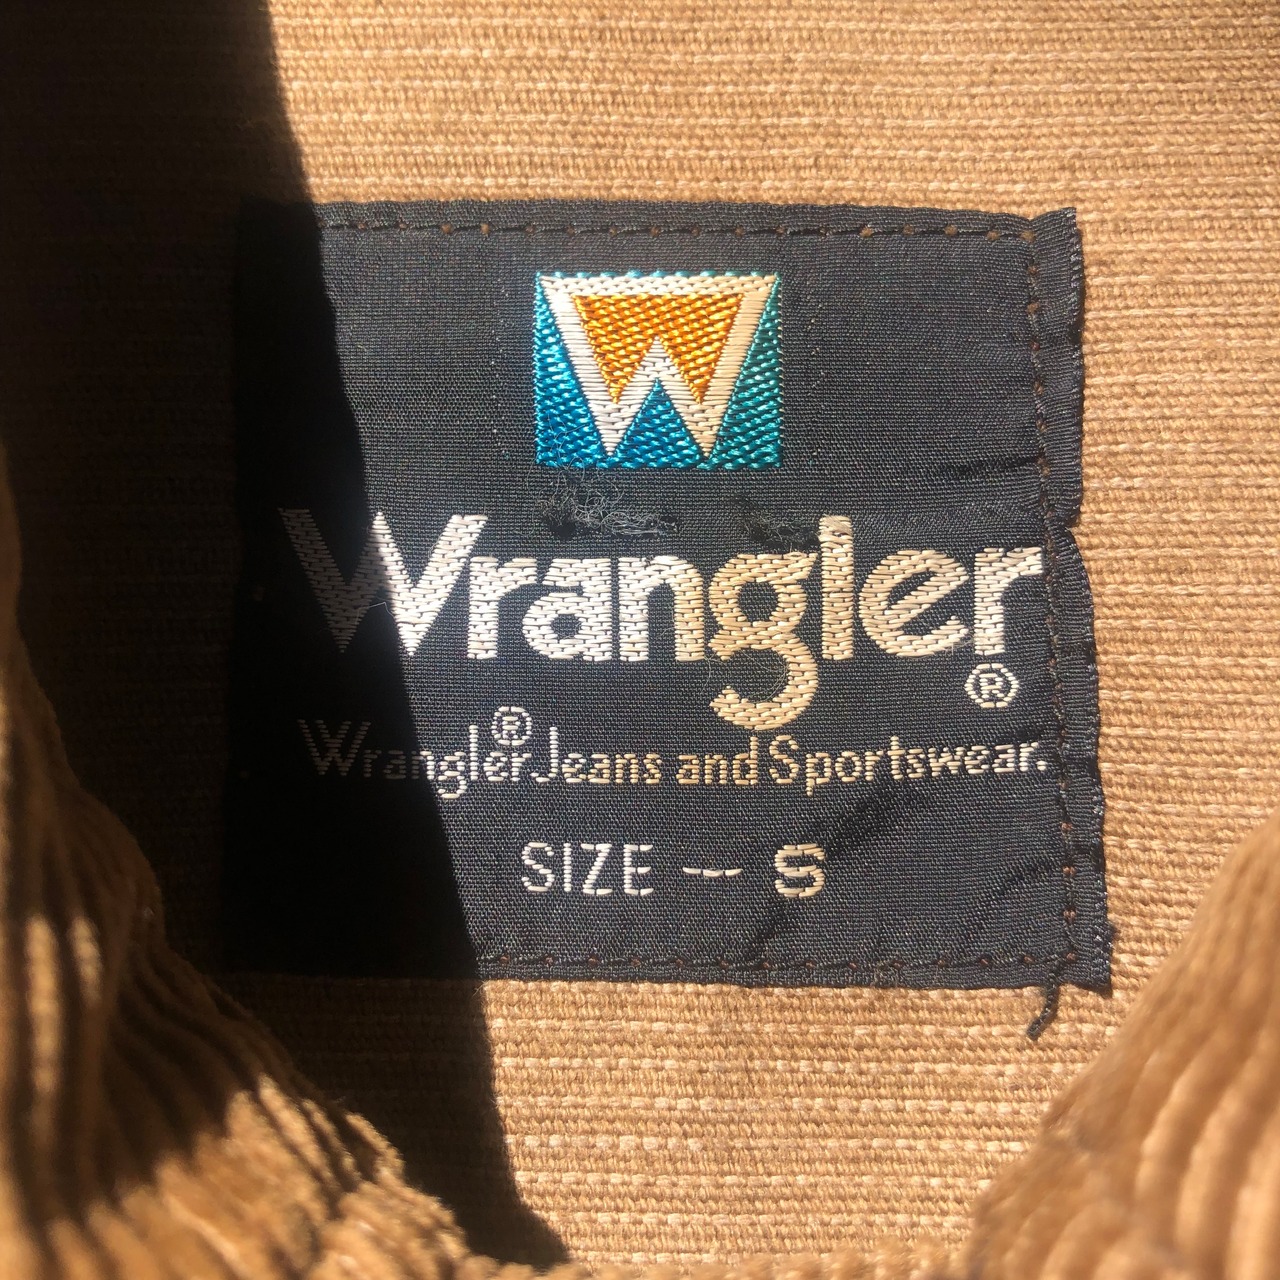 W
Wrangler®
Wrangler® Jeans and Sportswear.
SIZE — S